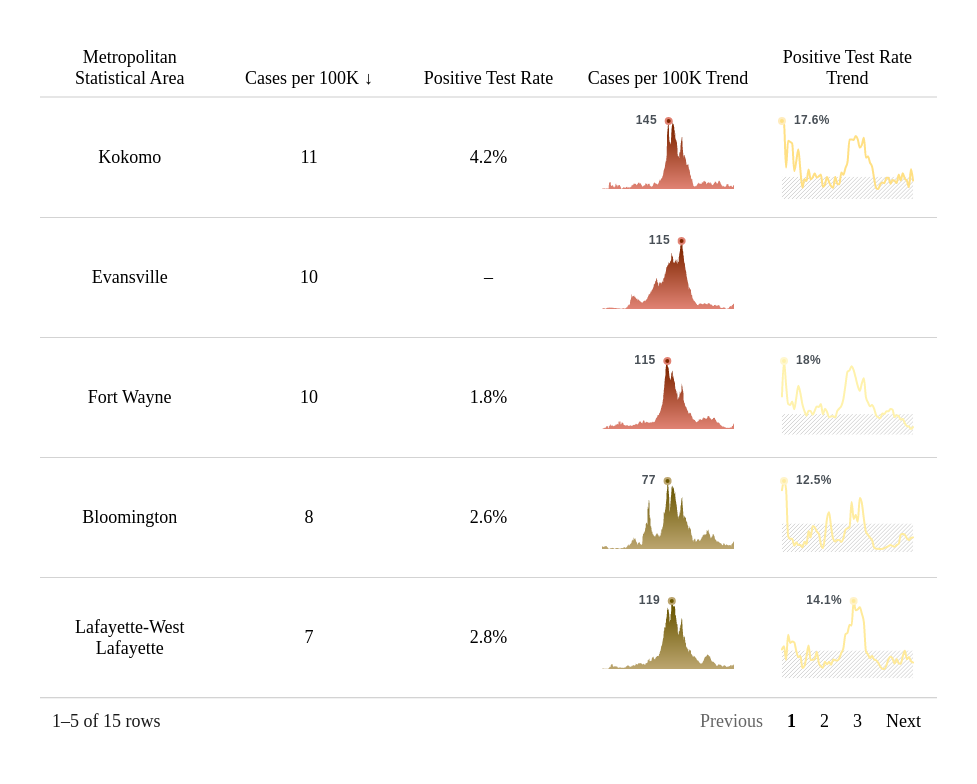 Metropolitan
Statistical Area
Cases per 100K ↓
Positive Test Rate
Cases per 100K Trend
Positive Test Rate
Trend
Kokomo
11
4.2%
145
17.6%
Evansville
10
–
115
Fort Wayne
10
1.8%
115
18%
Bloomington
8
2.6%
77
12.5%
Lafayette-West
Lafayette
7
2.8%
119
14.1%
1–5 of 15 rows
Previous 1 2 3 Next